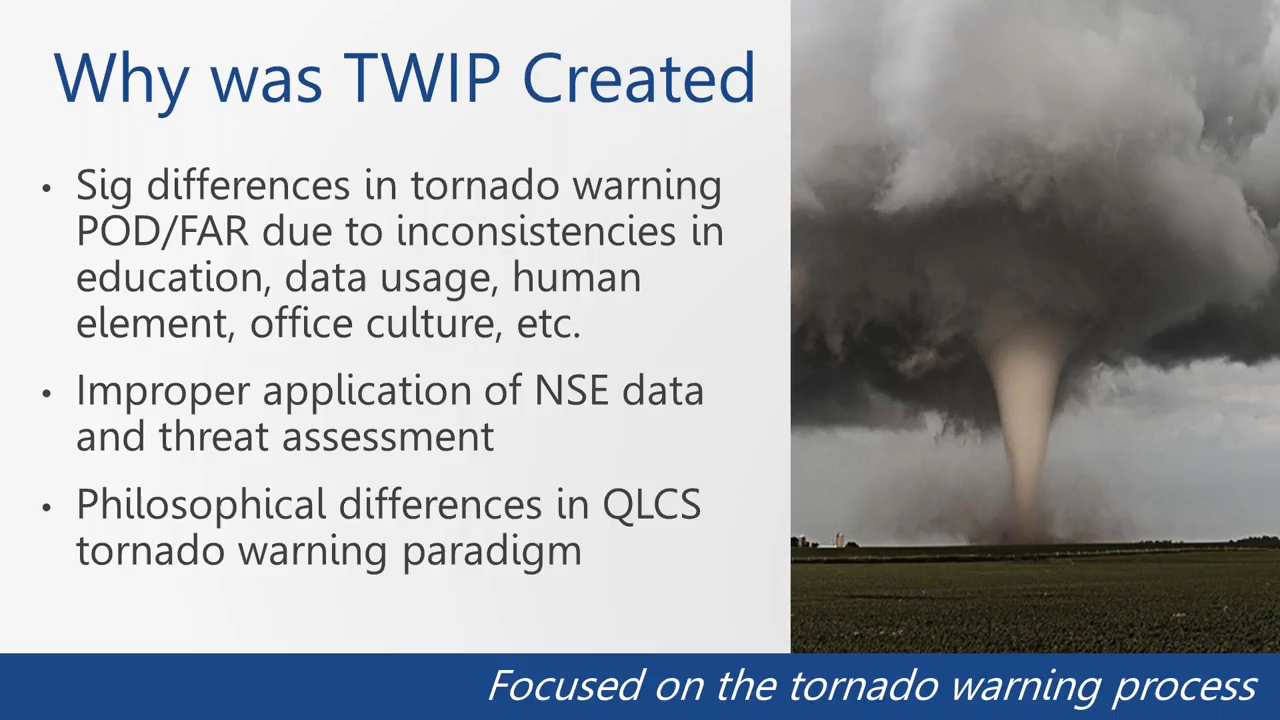 Why was TWIP Created
• Sig differences in tornado warning
POD/FAR due to inconsistencies in
education, data usage, human
element, office culture, etc.
• Improper application of NSE data
and threat assessment
• Philosophical differences in QLCS
tornado warning paradigm
Focused on the tornado warning process